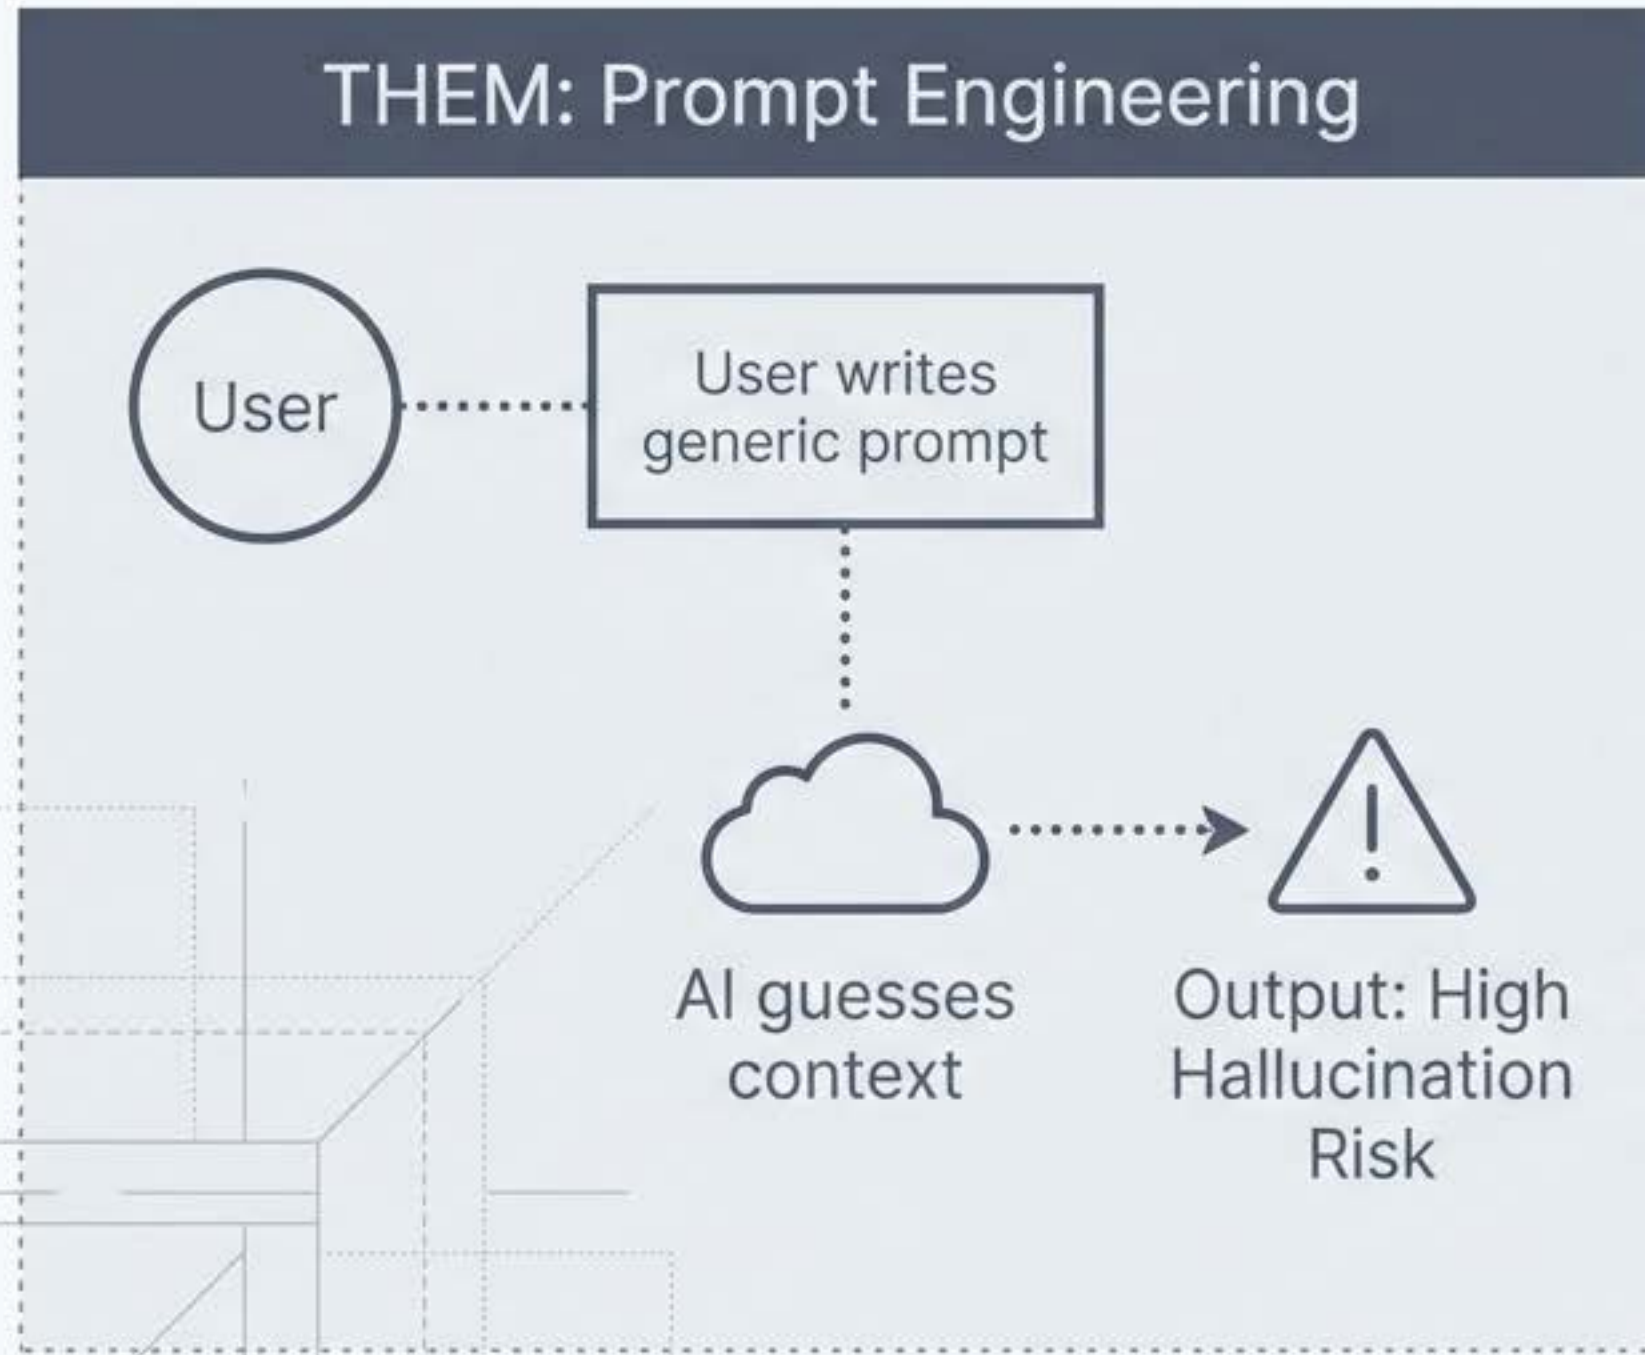 THEM: Prompt Engineering
User
User writes
generic prompt
AI guesses
context
Output: High
Hallucination
Risk